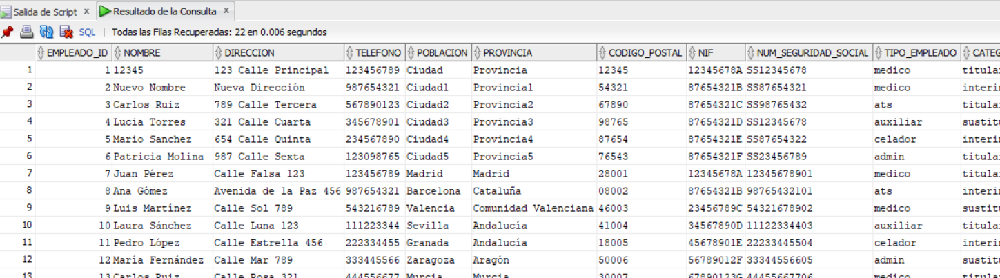 Salida de Script x Resultado de la Consulta x
SQL | Todas las Filas Recuperadas: 22 en 0.006 segundos
EMPLEADO_ID NOMBRE DIRECCION TELEFONO POBLACION PROVINCIA CODIGO_POSTAL NIF NUM_SEGURIDAD_SOCIAL TIPO_EMPLEADO CATEG
1 1 12345 123 Calle Principal 123456789 Ciudad Provincia 12345 12345678A SS12345678 medico titula
2 2 Nuevo Nombre Nueva Dirección 987654321 Ciudad1 Provincia1 54321 87654321B SS87654321 medico interi
3 3 Carlos Ruiz 789 Calle Tercera 567890123 Ciudad2 Provincia2 67890 87654321C SS98765432 ats titula
4 4 Lucia Torres 321 Calle Cuarta 345678901 Ciudad3 Provincia3 98765 87654321D SS12345678 auxiliar sustit
5 5 Mario Sanchez 654 Calle Quinta 234567890 Ciudad4 Provincia4 87654 87654321E SS87654322 celador interi
6 6 Patricia Molina 987 Calle Sexta 123098765 Ciudad5 Provincia5 76543 87654321F SS23456789 admin titula
7 7 Juan Pérez Calle Falsa 123 123456789 Madrid Madrid 28001 12345678A 12345678901 medico titula
8 8 Ana Gómez Avenida de la Paz 456 987654321 Barcelona Cataluña 08002 87654321B 98765432101 ats interi
9 9 Luis Martínez Calle Sol 789 543216789 Valencia Comunidad Valenciana 46003 23456789C 54321678902 medico sustit
10 10 Laura Sánchez Calle Luna 123 111223344 Sevilla Andalucía 41004 34567890D 11122334403 auxiliar titula
11 11 Pedro López Calle Estrella 456 222334455 Granada Andalucía 18005 45678901E 22233445504 celador interi
12 12 María Fernández Calle Mar 789 333445566 Zaragoza Aragón 50006 56789012F 33344556605 admin sustit
13 13 Carlos Ruiz Calle Rosa 321 444556677 Murcia Murcia 30007 67890123G 44455667706 medico titula